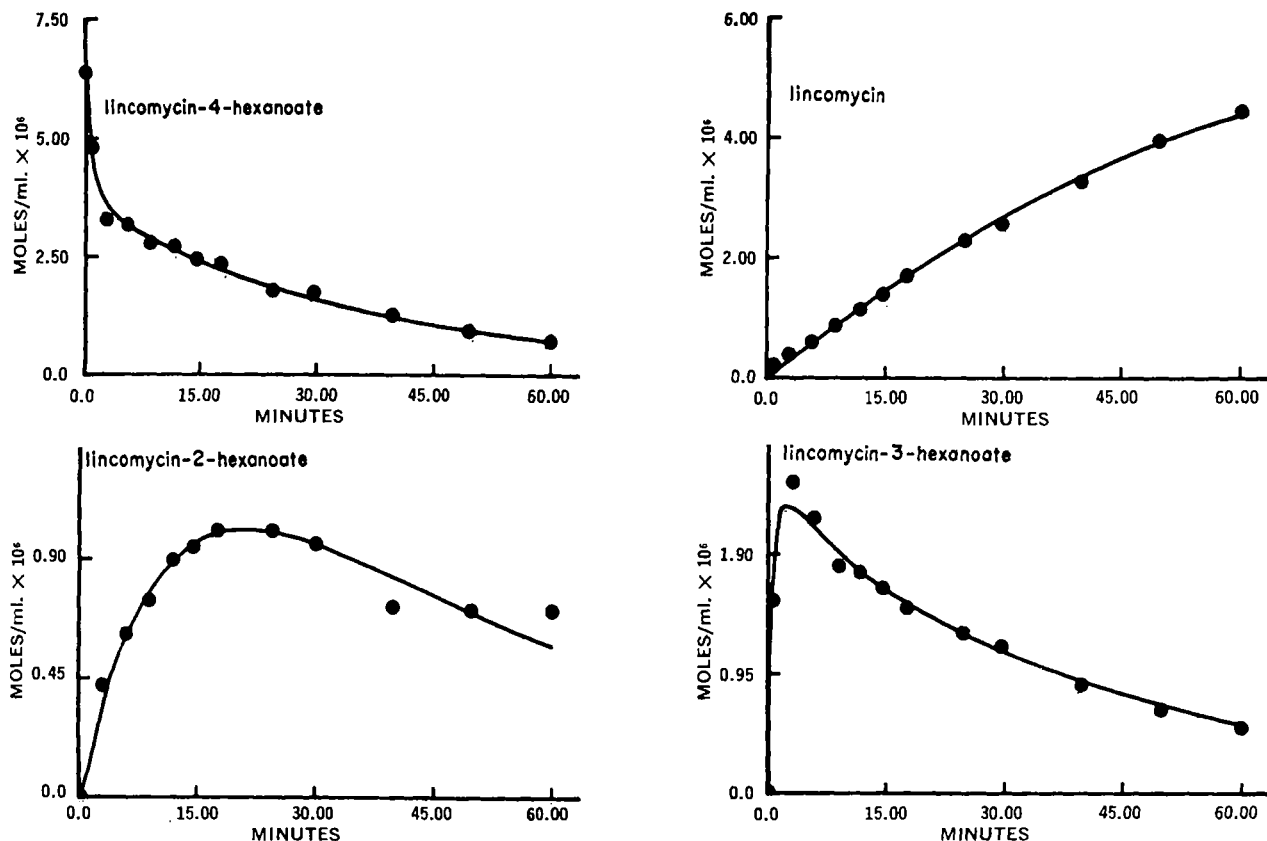 7.50
5.00
2.50
0.0
MOLES/ml. × 10⁶
lincomycin-4-hexanoate
0.0 15.00 30.00 45.00 60.00
MINUTES
6.00
4.00
2.00
0.0
MOLES/ml. × 10⁶
lincomycin
0.0 15.00 30.00 45.00 60.00
MINUTES
lincomycin-2-hexanoate
0.90
0.45
0.0
MOLES/ml. × 10⁶
0.0 15.00 30.00 45.00 60.00
MINUTES
lincomycin-3-hexanoate
1.90
0.95
0.0
MOLES/ml. × 10⁶
0.0 15.00 30.00 45.00 60.00
MINUTES